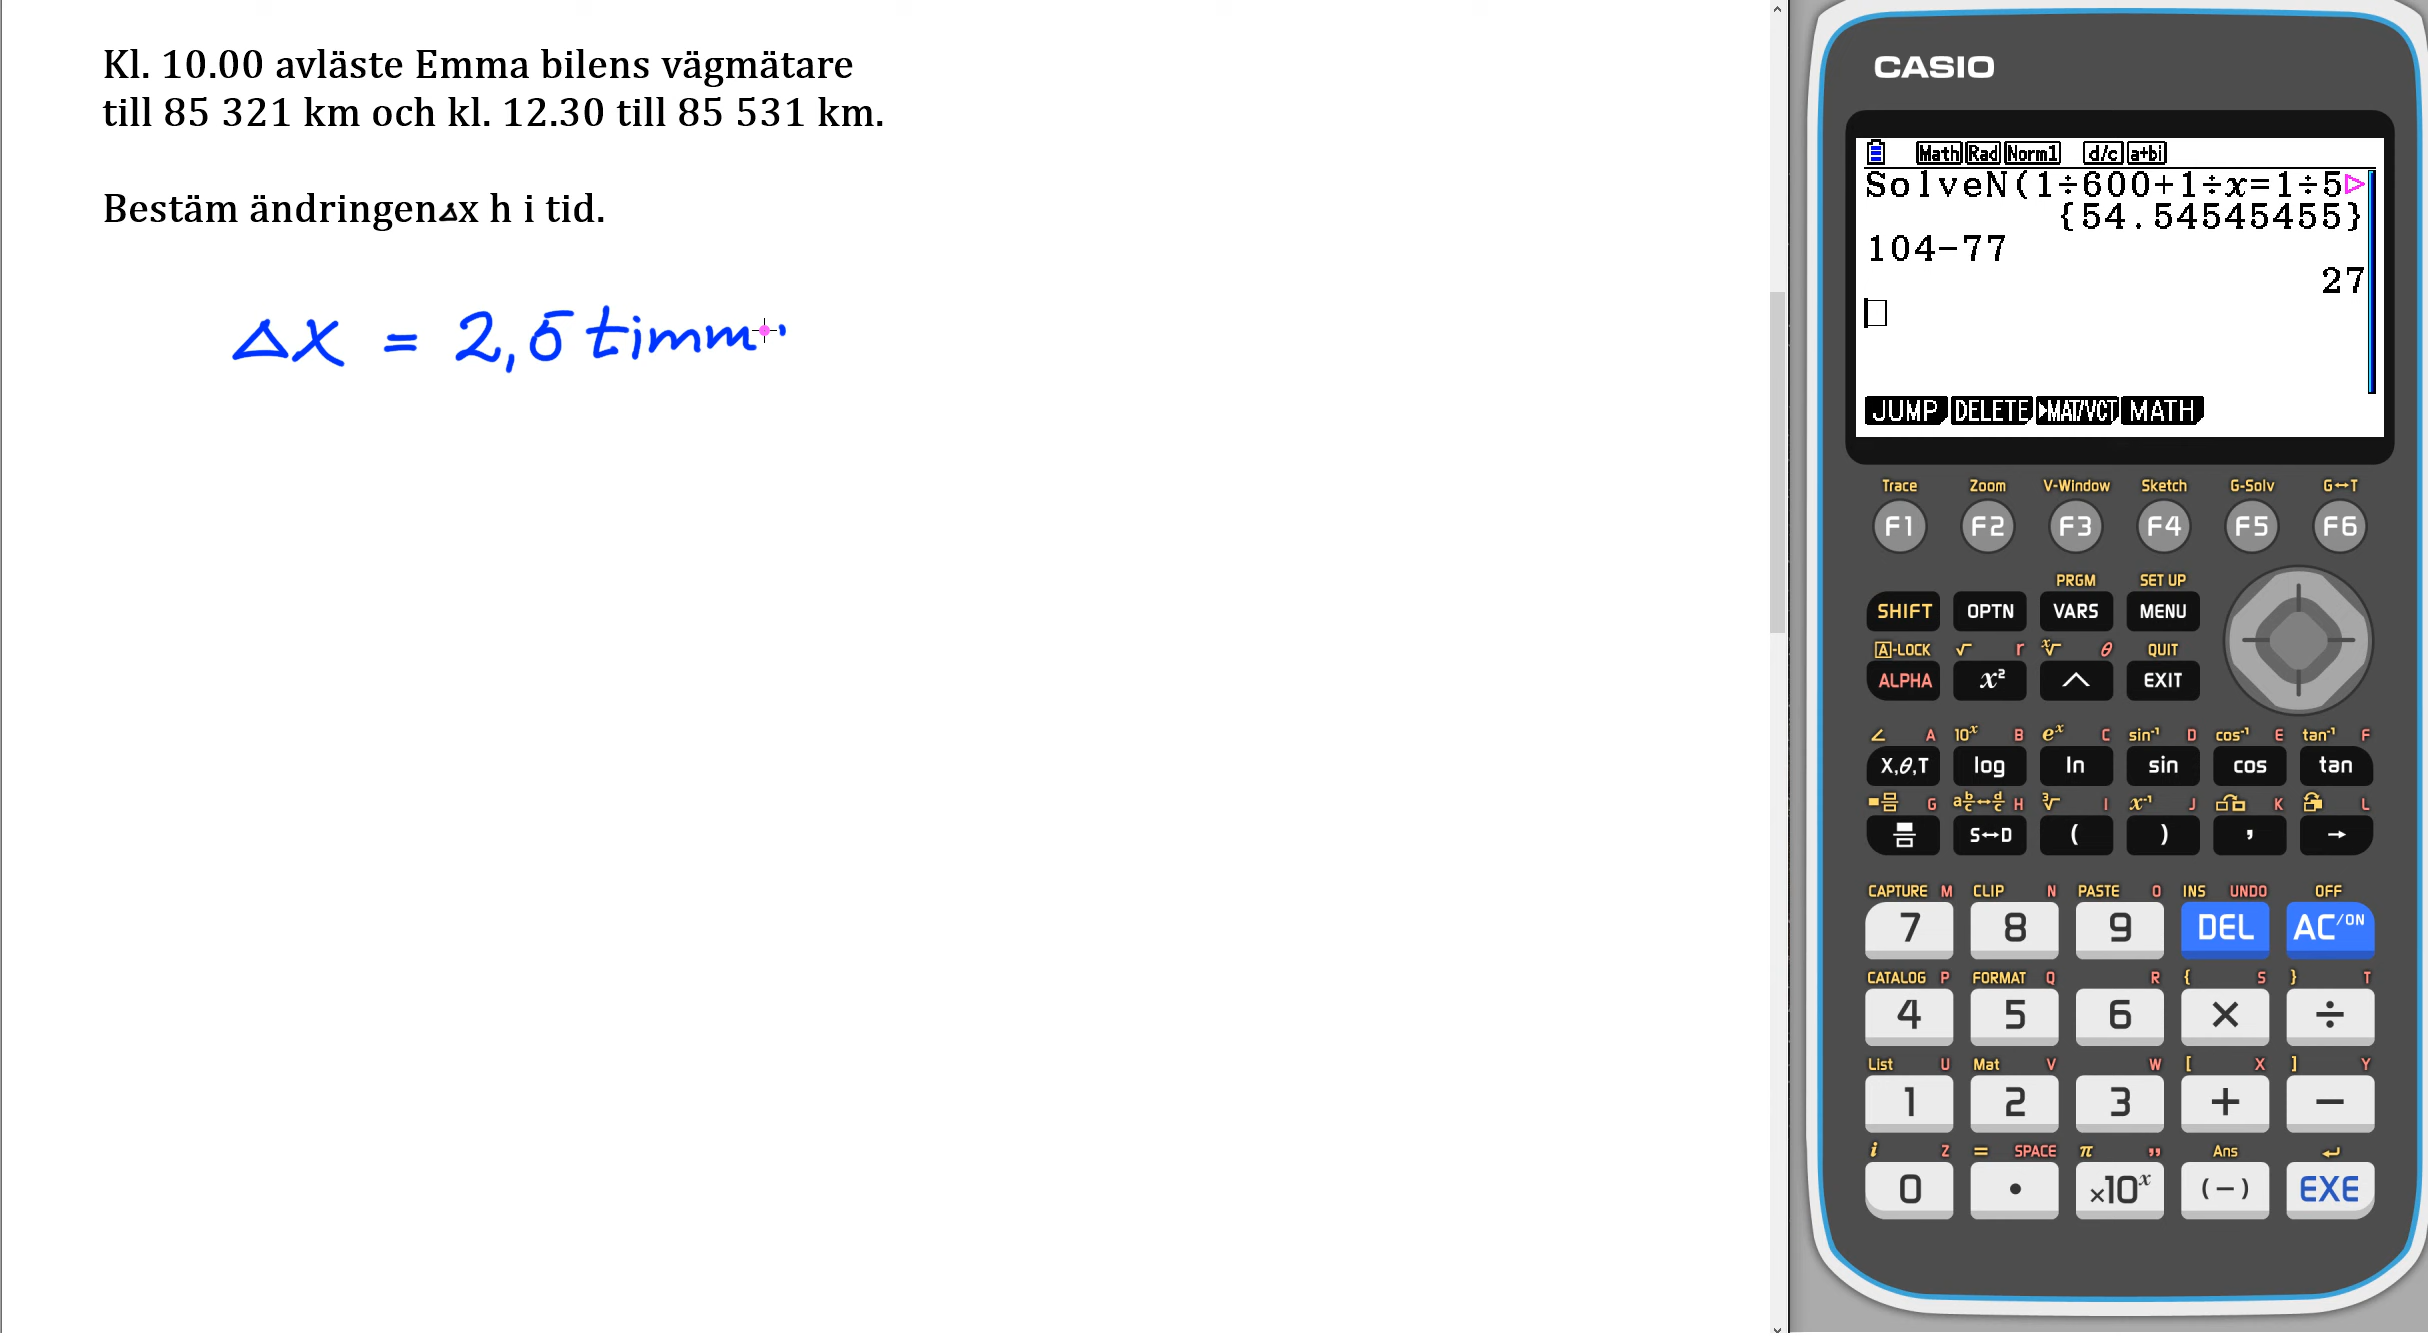 Kl. 10.00 avläste Emma bilens vägmätare
till 85 321 km och kl. 12.30 till 85 531 km.
Bestäm ändringen△x h i tid.
△x = 2,5 timm
CASIO
Math Rad Norm1 d/c a+bi
SolveN(1÷600+1÷x=1÷5
{54.54545455}
104-77
27
JUMP DELETE ▶MAT/VCT MATH
Trace Zoom V-Window Sketch G-Solv G↔T
F1 F2 F3 F4 F5 F6
PRGM SET UP
SHIFT OPTN VARS MENU
A-LOCK √ r ˣ√ θ QUIT
ALPHA x² ^ EXIT
∠ A 10ˣ B eˣ C sin⁻¹ D cos⁻¹ E tan⁻¹ F
X,θ,T log ln sin cos tan
G a b/c↔d/c H ³√ I x⁻¹ J K L
S↔D ( ) , →
CAPTURE M CLIP N PASTE O INS UNDO OFF
7 8 9 DEL AC/ON
CATALOG P FORMAT Q R { S } T
4 5 6 × ÷
List U Mat V W [ X ] Y
1 2 3 + −
i Z = SPACE π " Ans ↵
0 • ×10ˣ (−) EXE